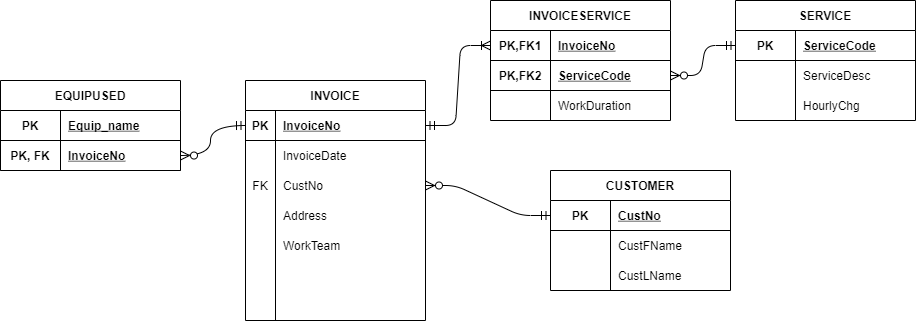 EQUIPUSED
PK Equip_name
PK, FK InvoiceNo
INVOICE
PK InvoiceNo
InvoiceDate
FK CustNo
Address
WorkTeam
INVOICESERVICE
PK,FK1 InvoiceNo
PK,FK2 ServiceCode
WorkDuration
SERVICE
PK ServiceCode
ServiceDesc
HourlyChg
CUSTOMER
PK CustNo
CustFName
CustLName